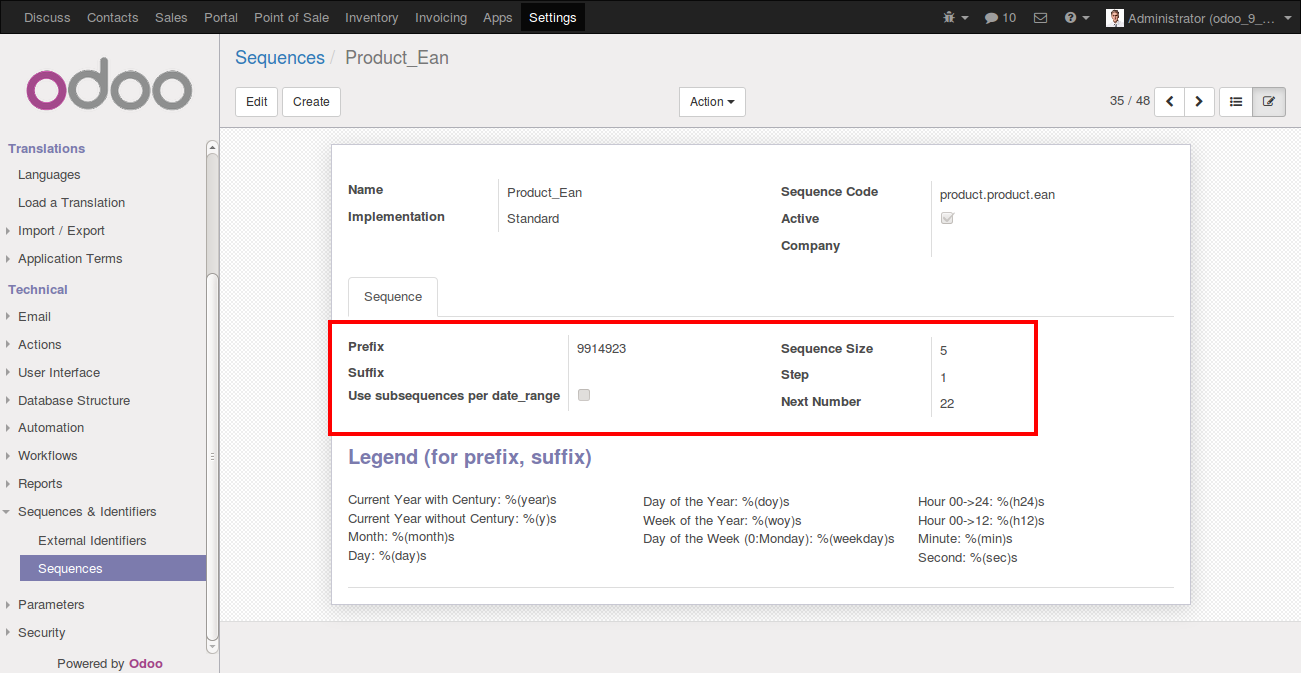 Discuss Contacts Sales Portal Point of Sale Inventory Invoicing Apps Settings 10 Administrator (odoo_9_...
odoo
Sequences / Product_Ean
Edit Create Action 35 / 48
Translations
Languages
Load a Translation
Import / Export
Application Terms
Technical
Email
Actions
User Interface
Database Structure
Automation
Workflows
Reports
Sequences & Identifiers
External Identifiers
Sequences
Parameters
Security
Powered by Odoo
Name Product_Ean
Implementation Standard
Sequence Code product.product.ean
Active
Company
Sequence
Prefix 9914923
Suffix
Use subsequences per date_range
Sequence Size 5
Step 1
Next Number 22
Legend (for prefix, suffix)
Current Year with Century: %(year)s
Current Year without Century: %(y)s
Month: %(month)s
Day: %(day)s
Day of the Year: %(doy)s
Week of the Year: %(woy)s
Day of the Week (0:Monday): %(weekday)s
Hour 00->24: %(h24)s
Hour 00->12: %(h12)s
Minute: %(min)s
Second: %(sec)s